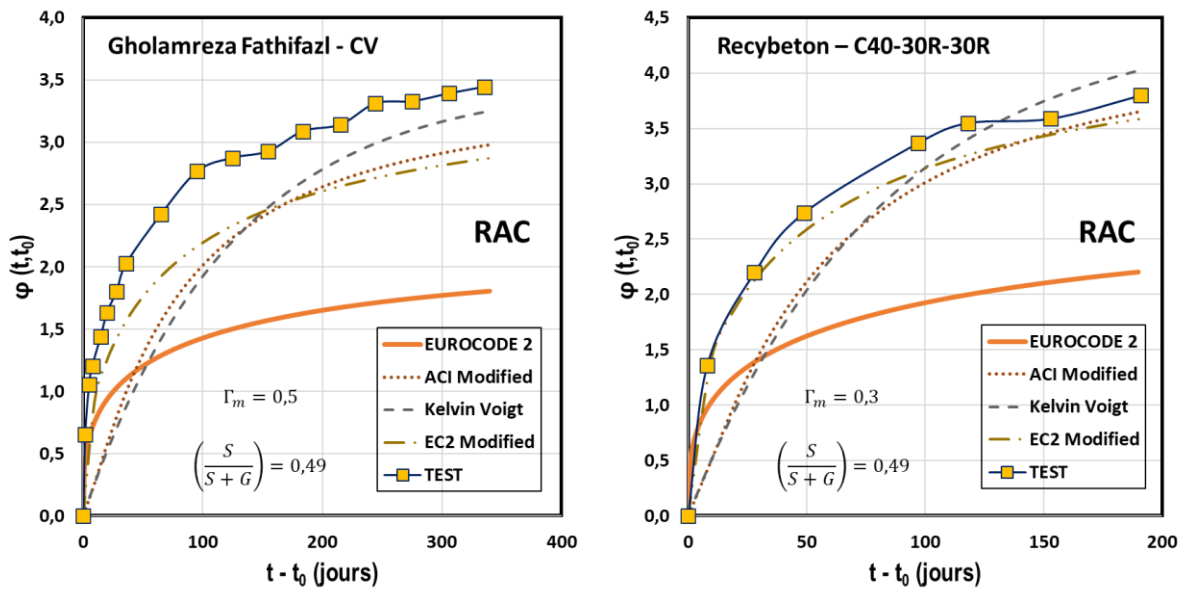 Gholamreza Fathifazl - CV
4,0
3,5
3,0
2,5
2,0
1,5
1,0
0,5
0,0
φ (t,t₀)
RAC
EUROCODE 2
ACI Modified
Kelvin Voigt
EC2 Modified
TEST
Γₘ = 0,5
(S/(S + G)) = 0,49
0 100 200 300 400
t - t₀ (jours)
Recybeton – C40-30R-30R
4,5
4,0
3,5
3,0
2,5
2,0
1,5
1,0
0,5
0,0
φ (t,t₀)
RAC
EUROCODE 2
ACI Modified
Kelvin Voigt
EC2 Modified
TEST
Γₘ = 0,3
(S/(S + G)) = 0,49
0 50 100 150 200
t - t₀ (jours)